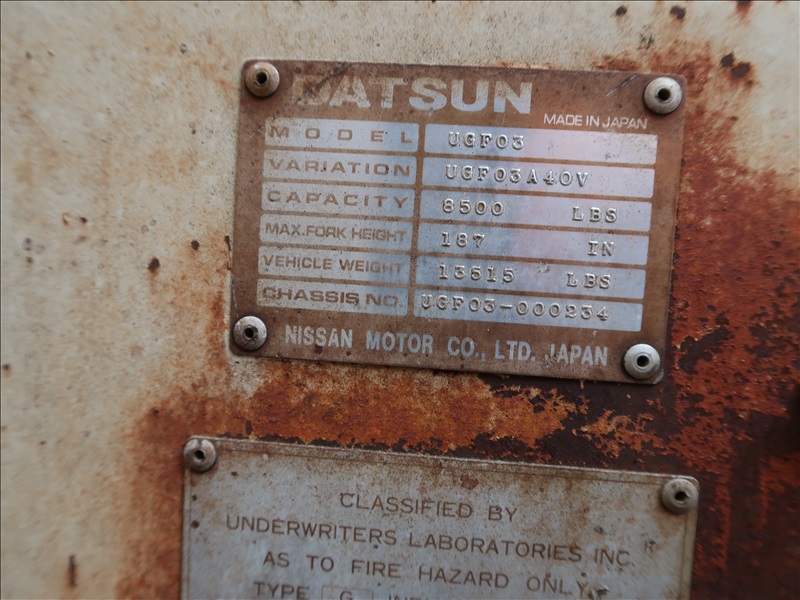 DATSUN
MADE IN JAPAN
MODEL UGF03
VARIATION UGF03A40V
CAPACITY 8500 LBS
MAX.FORK HEIGHT 187 IN
VEHICLE WEIGHT 13515 LBS
CHASSIS NO. UGF03-000234
NISSAN MOTOR CO., LTD. JAPAN
CLASSIFIED BY
UNDERWRITERS LABORATORIES INC.®
AS TO FIRE HAZARD ONLY.
TYPE G